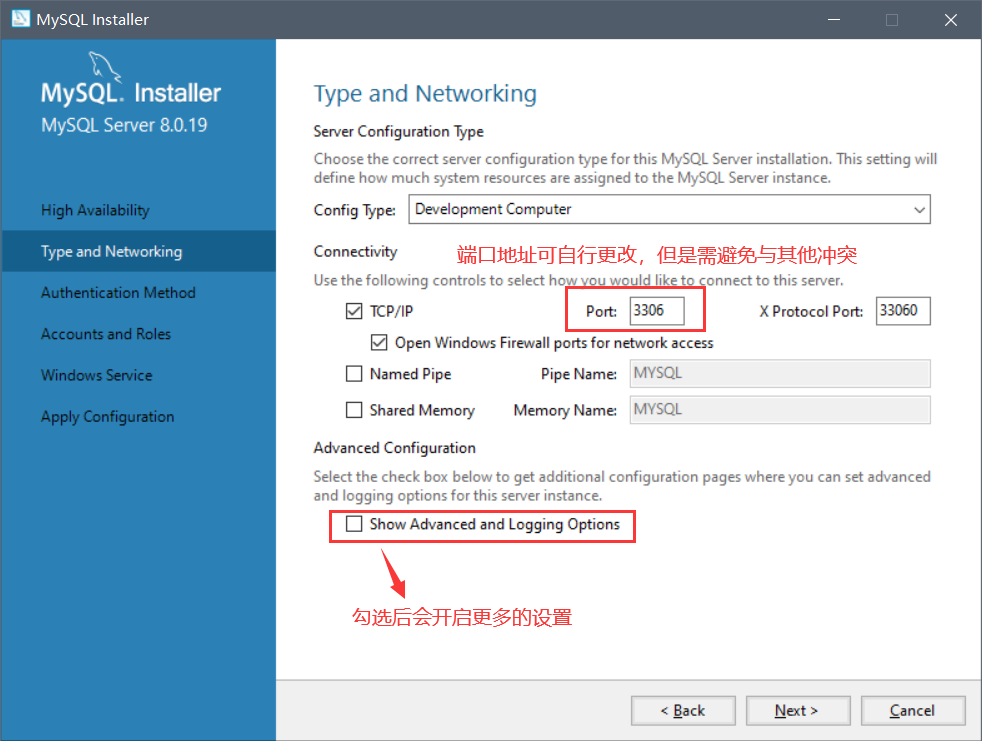 MySQL Installer
MySQL. Installer
MySQL Server 8.0.19
High Availability
Type and Networking
Authentication Method
Accounts and Roles
Windows Service
Apply Configuration
Type and Networking
Server Configuration Type
Choose the correct server configuration type for this MySQL Server installation. This setting will
define how much system resources are assigned to the MySQL Server instance.
Config Type: Development Computer
Connectivity
端口地址可自行更改，但是需避免与其他冲突
Use the following controls to select how you would like to connect to this server.
TCP/IP Port: 3306 X Protocol Port: 33060
Open Windows Firewall ports for network access
Named Pipe Pipe Name: MYSQL
Shared Memory Memory Name: MYSQL
Advanced Configuration
Select the check box below to get additional configuration pages where you can set advanced
and logging options for this server instance.
Show Advanced and Logging Options
勾选后会开启更多的设置
< Back Next > Cancel